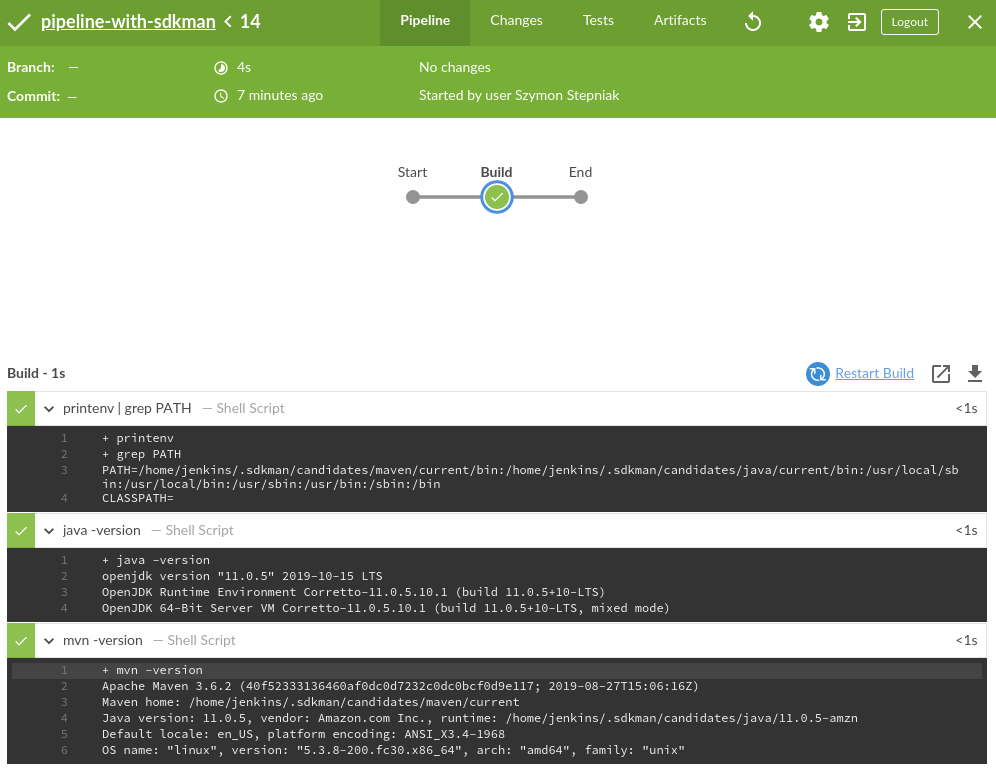 pipeline-with-sdkman < 14 Pipeline Changes Tests Artifacts Logout
Branch: — 4s No changes
Commit: — 7 minutes ago Started by user Szymon Stepniak
Start Build End
Build - 1s Restart Build
printenv | grep PATH — Shell Script <1s
1 + printenv
2 + grep PATH
3 PATH=/home/jenkins/.sdkman/candidates/maven/current/bin:/home/jenkins/.sdkman/candidates/java/current/bin:/usr/local/sb
in:/usr/local/bin:/usr/sbin:/usr/bin:/sbin:/bin
4 CLASSPATH=
java -version — Shell Script <1s
1 + java -version
2 openjdk version "11.0.5" 2019-10-15 LTS
3 OpenJDK Runtime Environment Corretto-11.0.5.10.1 (build 11.0.5+10-LTS)
4 OpenJDK 64-Bit Server VM Corretto-11.0.5.10.1 (build 11.0.5+10-LTS, mixed mode)
mvn -version — Shell Script <1s
1 + mvn -version
2 Apache Maven 3.6.2 (40f52333136460af0dc0d7232c0dc0bcf0d9e117; 2019-08-27T15:06:16Z)
3 Maven home: /home/jenkins/.sdkman/candidates/maven/current
4 Java version: 11.0.5, vendor: Amazon.com Inc., runtime: /home/jenkins/.sdkman/candidates/java/11.0.5-amzn
5 Default locale: en_US, platform encoding: ANSI_X3.4-1968
6 OS name: "linux", version: "5.3.8-200.fc30.x86_64", arch: "amd64", family: "unix"